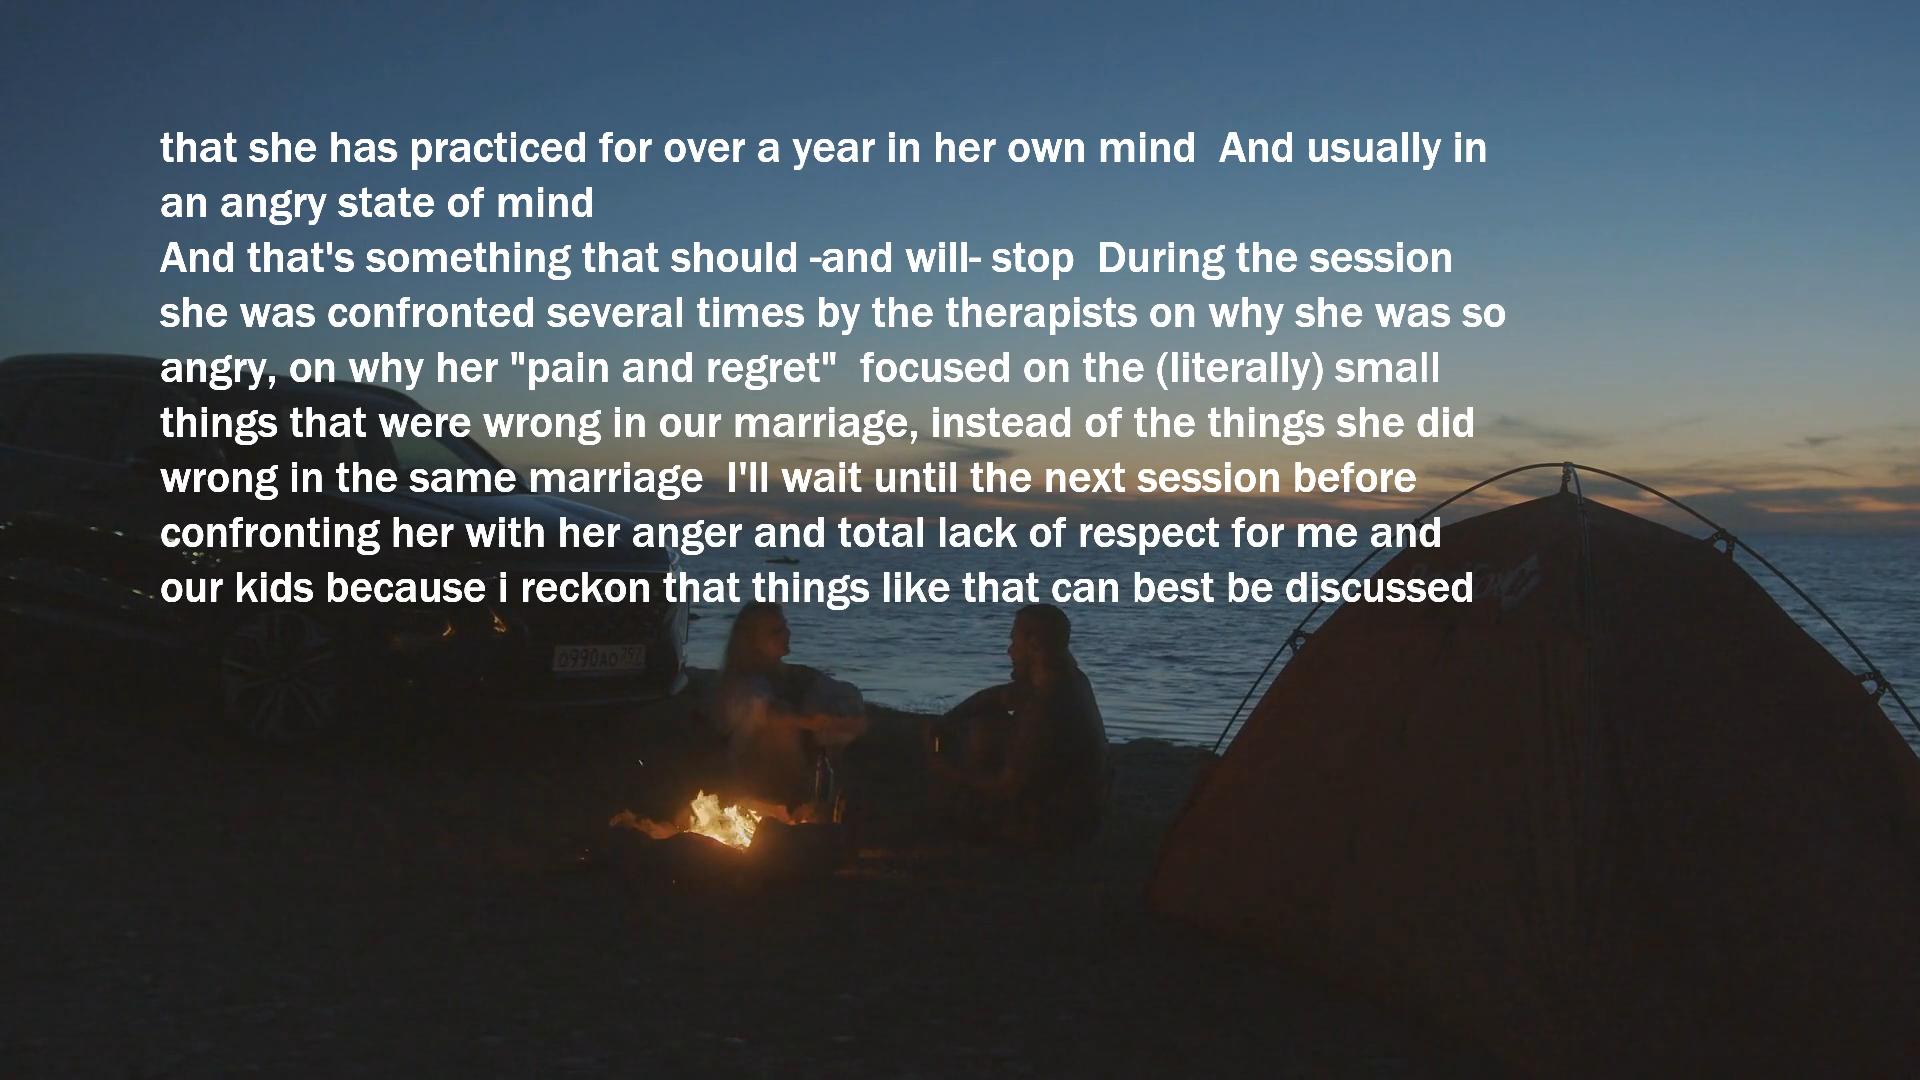 that she has practiced for over a year in her own mind  And usually in
an angry state of mind
And that's something that should -and will- stop  During the session
she was confronted several times by the therapists on why she was so
angry, on why her "pain and regret"  focused on the (literally) small
things that were wrong in our marriage, instead of the things she did
wrong in the same marriage  I'll wait until the next session before
confronting her with her anger and total lack of respect for me and
our kids because i reckon that things like that can best be discussed